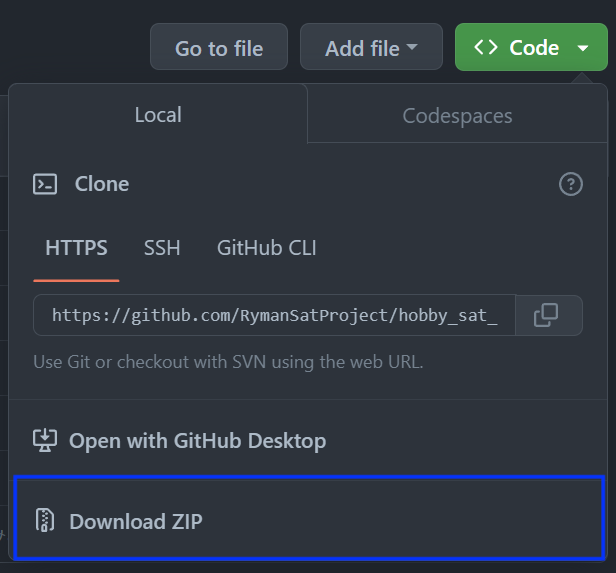 Go to file Add file Code
Local Codespaces
Clone
HTTPS SSH GitHub CLI
https://github.com/RymanSatProject/hobby_sat_
Use Git or checkout with SVN using the web URL.
Open with GitHub Desktop
Download ZIP